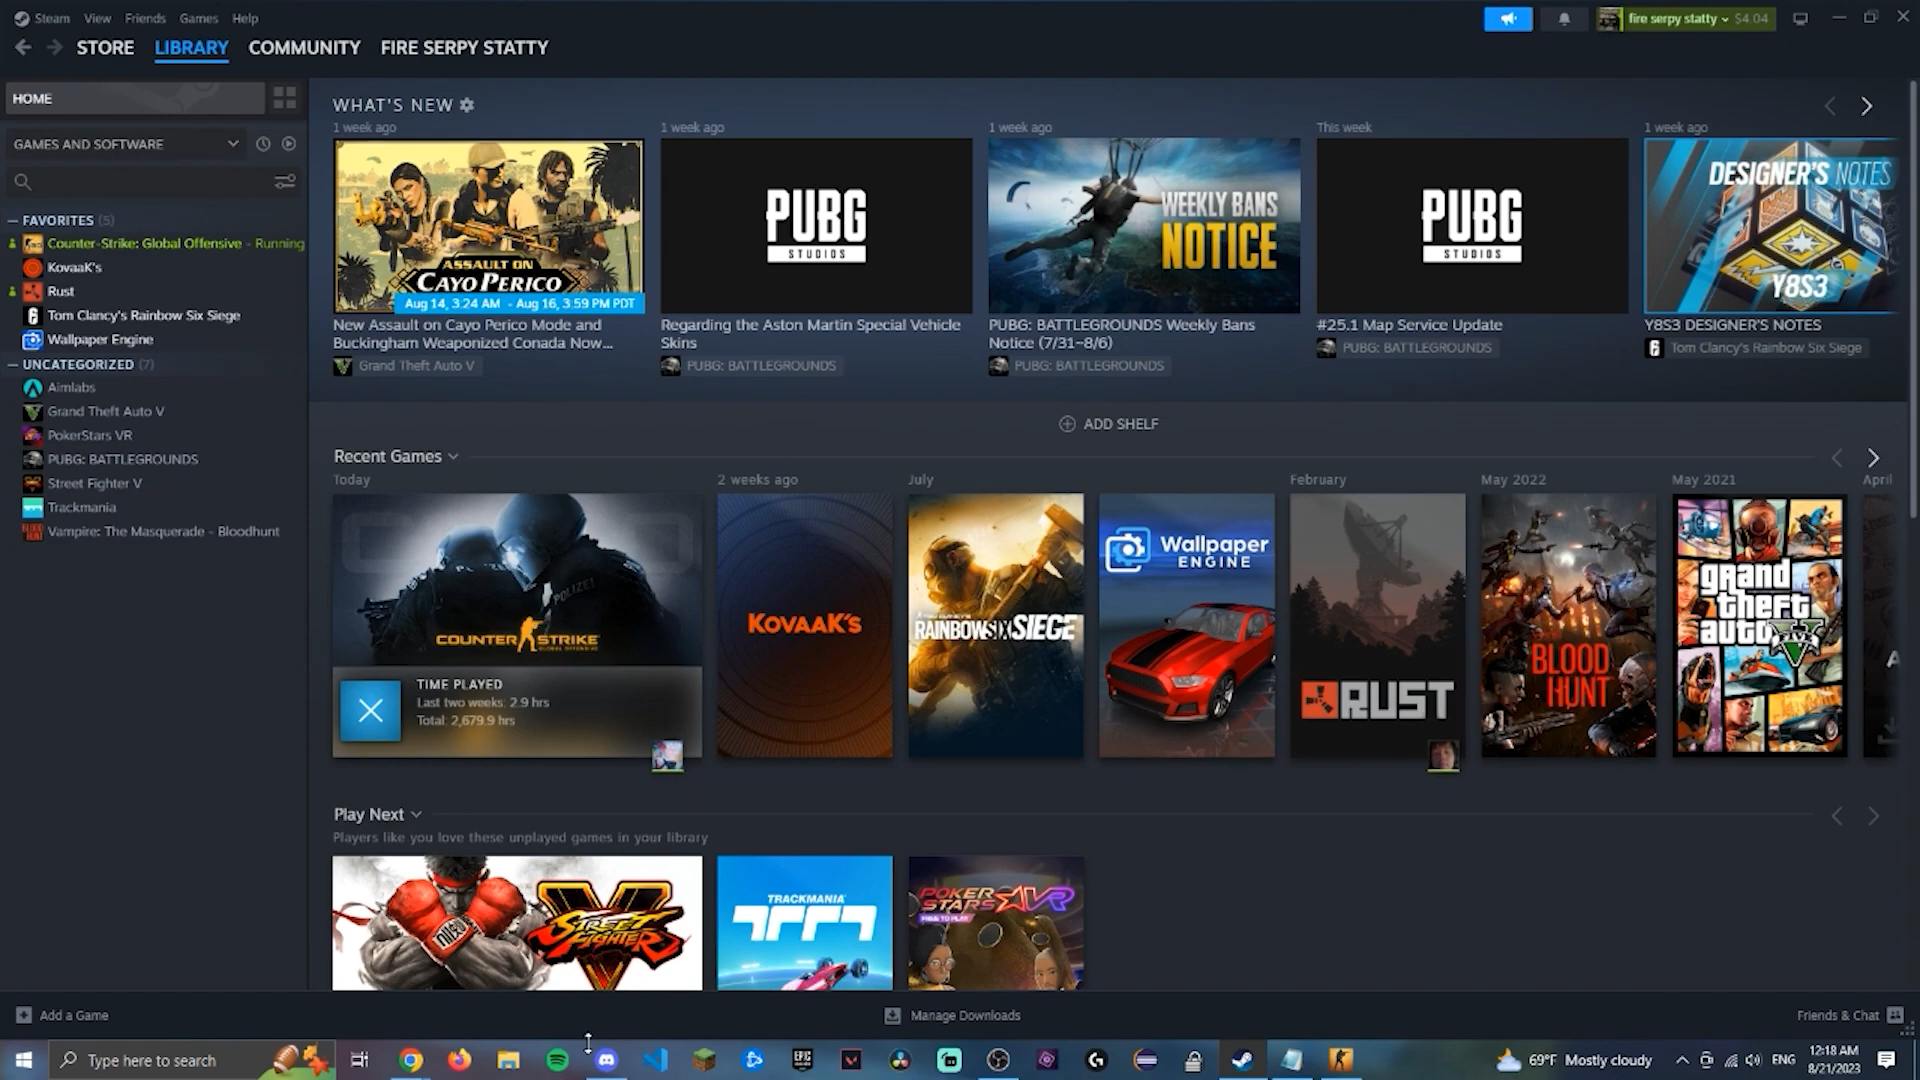 Steam View Friends Games Help
fire serpy statty $4.04
STORE LIBRARY COMMUNITY FIRE SERPY STATTY
HOME
GAMES AND SOFTWARE
— FAVORITES (5)
Counter-Strike: Global Offensive - Running
KovaaK's
Rust
Tom Clancy's Rainbow Six Siege
Wallpaper Engine
— UNCATEGORIZED (7)
Aimlabs
Grand Theft Auto V
PokerStars VR
PUBG: BATTLEGROUNDS
Street Fighter V
Trackmania
Vampire: The Masquerade - Bloodhunt
WHAT'S NEW
1 week ago
ASSAULT ON
CAYO PERICO
Aug 14, 3:24 AM - Aug 16, 3:59 PM PDT
New Assault on Cayo Perico Mode and
Buckingham Weaponized Conada Now...
Grand Theft Auto V
1 week ago
PUBG
STUDIOS
Regarding the Aston Martin Special Vehicle
Skins
PUBG: BATTLEGROUNDS
1 week ago
WEEKLY BANS
NOTICE
PUBG: BATTLEGROUNDS Weekly Bans
Notice (7/31~8/6)
PUBG: BATTLEGROUNDS
This week
PUBG
STUDIOS
#25.1 Map Service Update
PUBG: BATTLEGROUNDS
1 week ago
DESIGNER'S NOTES
Y8S3
Y8S3 DESIGNER'S NOTES
Tom Clancy's Rainbow Six Siege
ADD SHELF
Recent Games
Today
POLIZEI
COUNTER STRIKE
GLOBAL OFFENSIVE
TIME PLAYED
Last two weeks: 2.9 hrs
Total: 2,679.9 hrs
2 weeks ago
KOVAAK'S
July
RAINBOW SIX SIEGE
Wallpaper
ENGINE
February
RUST
May 2022
BLOOD
HUNT
May 2021
grand
theft
auto
V
April
A
Play Next
Players like you love these unplayed games in your library
STREET
FIGHTER
V
TRACKMANIA
POKER
STARS VR
FREE TO PLAY
Add a Game
Manage Downloads
Friends & Chat
Type here to search
EPIC
69°F Mostly cloudy
ENG
12:18 AM
8/21/2023